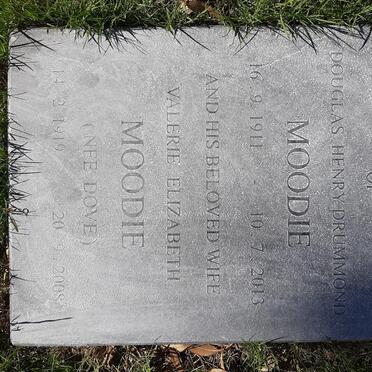 OF
DOUGLAS HENRY DRUMMOND
MOODIE
16.9.1911 - 10.7.2013
AND HIS BELOVED WIFE
VALERIE ELIZABETH
MOODIE
(NEE DOVE)
14.2.1919 20.9.2008